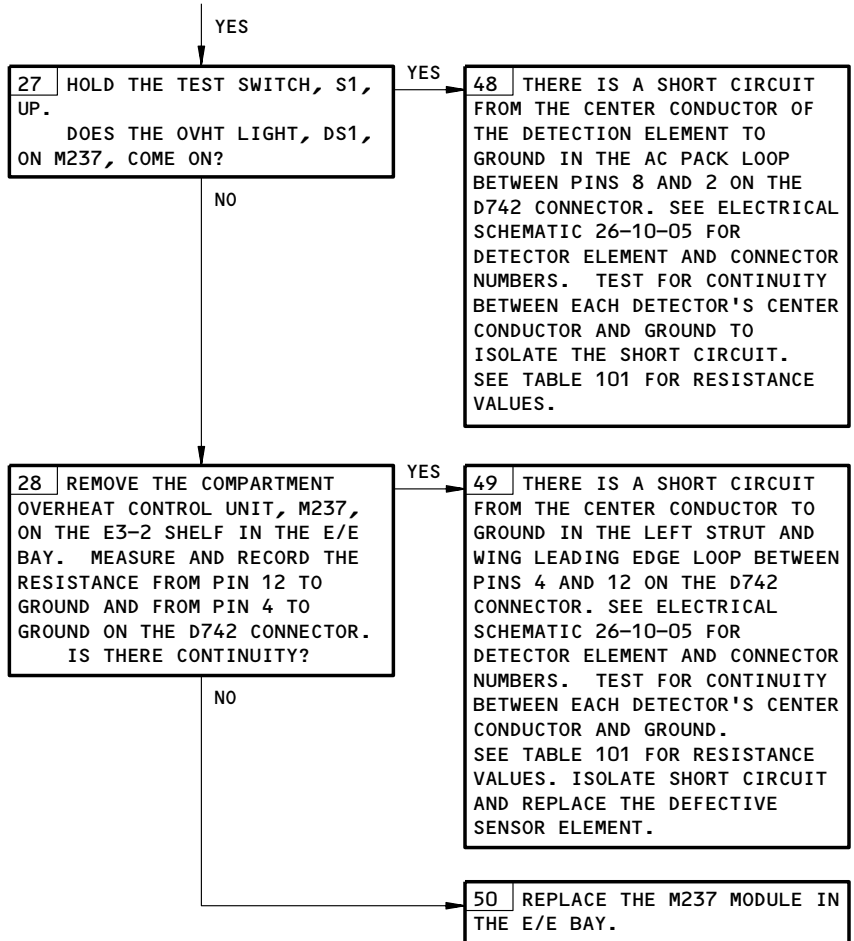 YES
27 HOLD THE TEST SWITCH, S1,
UP.
DOES THE OVHT LIGHT, DS1,
ON M237, COME ON?
YES
48 THERE IS A SHORT CIRCUIT
FROM THE CENTER CONDUCTOR OF
THE DETECTION ELEMENT TO
GROUND IN THE AC PACK LOOP
BETWEEN PINS 8 AND 2 ON THE
D742 CONNECTOR. SEE ELECTRICAL
SCHEMATIC 26-10-05 FOR
DETECTOR ELEMENT AND CONNECTOR
NUMBERS. TEST FOR CONTINUITY
BETWEEN EACH DETECTOR'S CENTER
CONDUCTOR AND GROUND TO
ISOLATE THE SHORT CIRCUIT.
SEE TABLE 101 FOR RESISTANCE
VALUES.
NO
28 REMOVE THE COMPARTMENT
OVERHEAT CONTROL UNIT, M237,
ON THE E3-2 SHELF IN THE E/E
BAY. MEASURE AND RECORD THE
RESISTANCE FROM PIN 12 TO
GROUND AND FROM PIN 4 TO
GROUND ON THE D742 CONNECTOR.
IS THERE CONTINUITY?
YES
49 THERE IS A SHORT CIRCUIT
FROM THE CENTER CONDUCTOR TO
GROUND IN THE LEFT STRUT AND
WING LEADING EDGE LOOP BETWEEN
PINS 4 AND 12 ON THE D742
CONNECTOR. SEE ELECTRICAL
SCHEMATIC 26-10-05 FOR
DETECTOR ELEMENT AND CONNECTOR
NUMBERS. TEST FOR CONTINUITY
BETWEEN EACH DETECTOR'S CENTER
CONDUCTOR AND GROUND.
SEE TABLE 101 FOR RESISTANCE
VALUES. ISOLATE SHORT CIRCUIT
AND REPLACE THE DEFECTIVE
SENSOR ELEMENT.
NO
50 REPLACE THE M237 MODULE IN
THE E/E BAY.